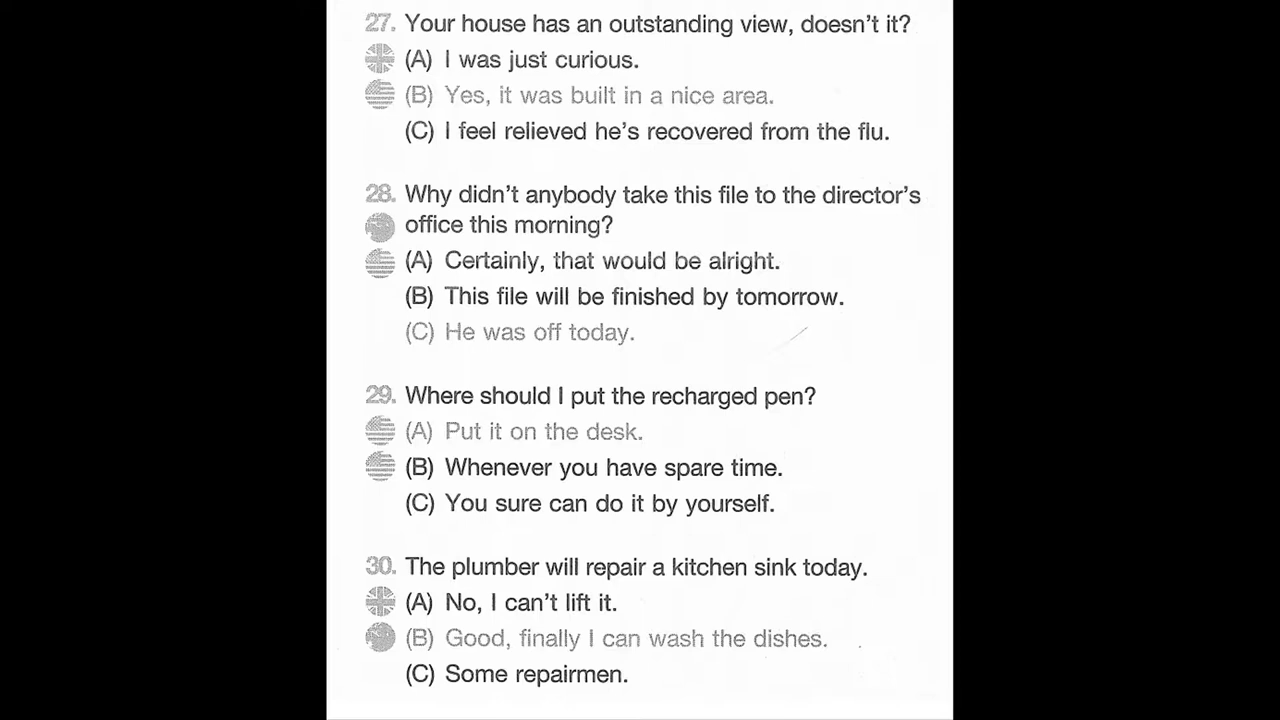 27. Your house has an outstanding view, doesn't it?
(A) I was just curious.
(B) Yes, it was built in a nice area.
(C) I feel relieved he's recovered from the flu.
28. Why didn't anybody take this file to the director's
office this morning?
(A) Certainly, that would be alright.
(B) This file will be finished by tomorrow.
(C) He was off today.
29. Where should I put the recharged pen?
(A) Put it on the desk.
(B) Whenever you have spare time.
(C) You sure can do it by yourself.
30. The plumber will repair a kitchen sink today.
(A) No, I can't lift it.
(B) Good, finally I can wash the dishes.
(C) Some repairmen.